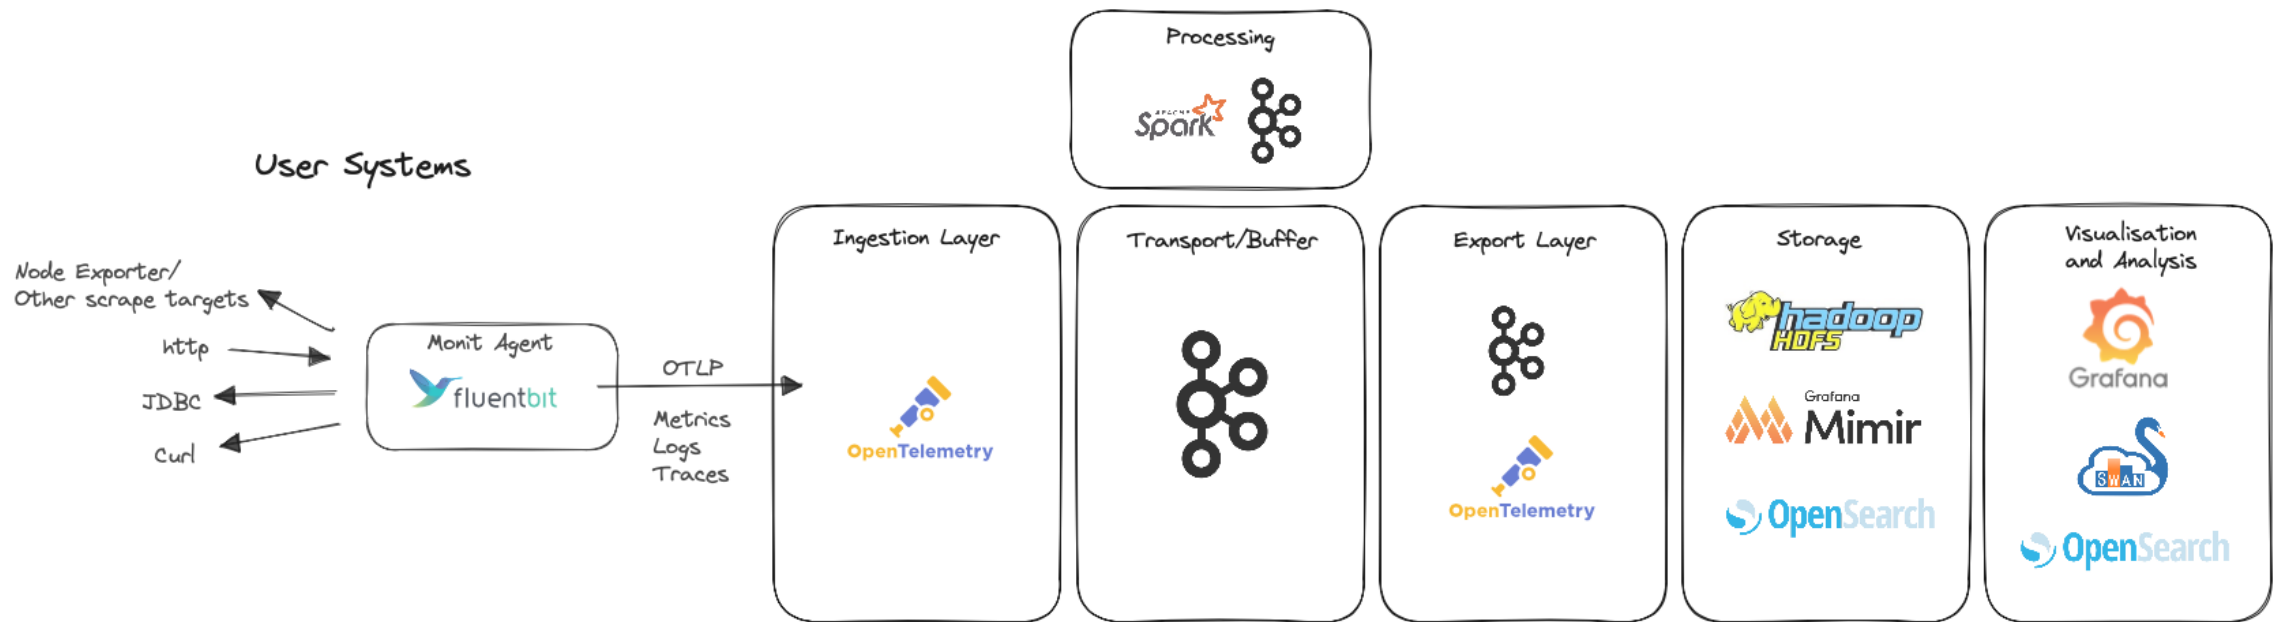 Processing
APACHE
Spark
User Systems
Node Exporter/
Other scrape targets
http
JDBC
Curl
Monit Agent
fluentbit
OTLP
Metrics
Logs
Traces
Ingestion Layer
OpenTelemetry
Transport/Buffer
Export Layer
OpenTelemetry
Storage
hadoop
HDFS
Grafana
Mimir
OpenSearch
Visualisation
and Analysis
Grafana
SWAN
OpenSearch